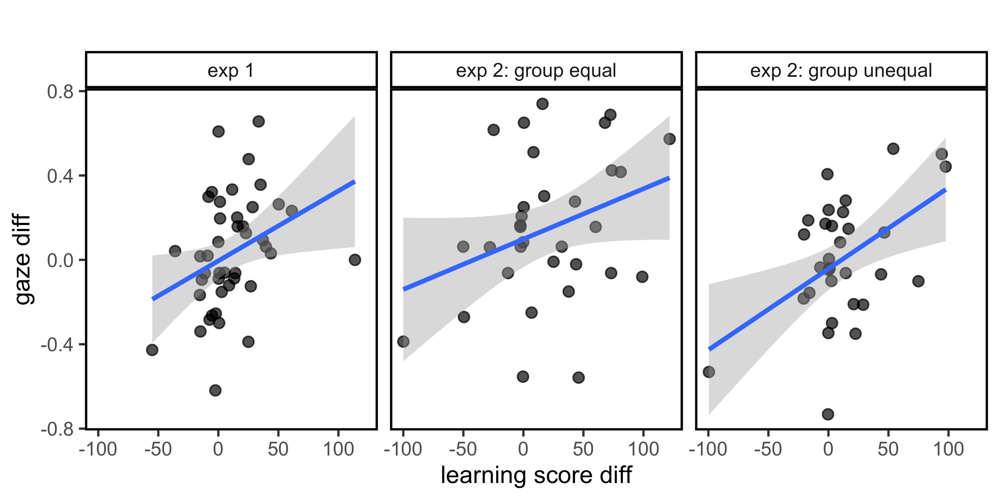 exp 1
exp 2: group equal
exp 2: group unequal
0.8
0.4
0.0
-0.4
-0.8
gaze diff
-100 -50 0 50 100
-100 -50 0 50 100
-100 -50 0 50 100
learning score diff